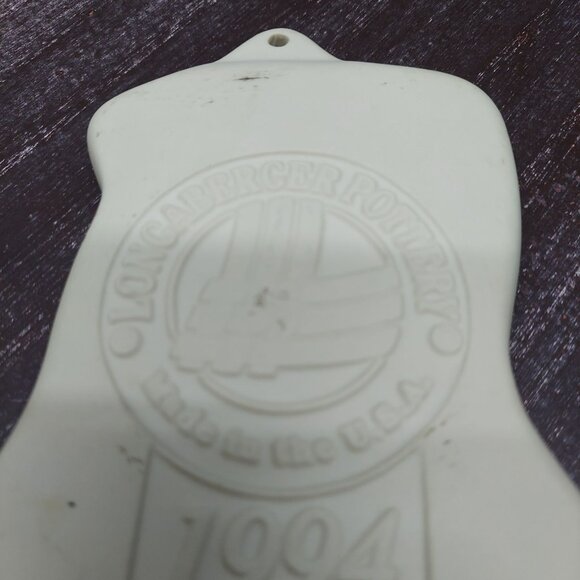 LONGABERGER POTTERY
Made in the U.S.A.
1994